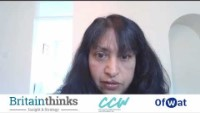 Britainthinks
Insight & Strategy
CCW
ofwat